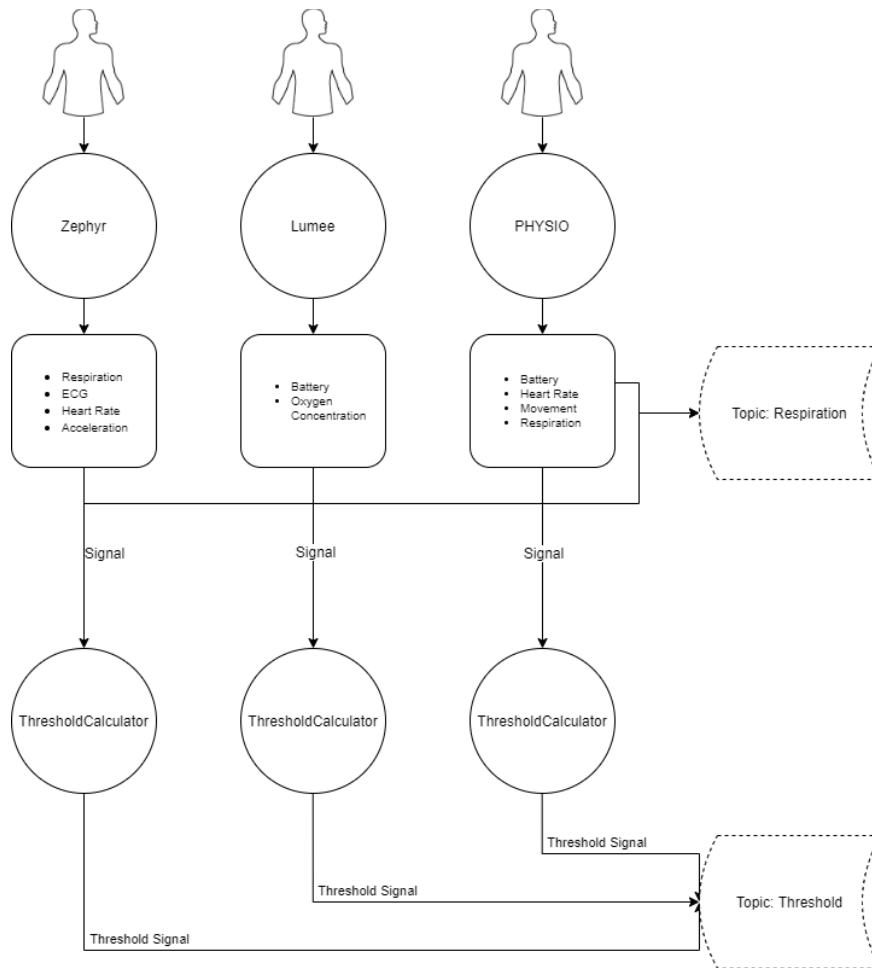 Zephyr
Lumee
PHYSIO
Respiration
ECG
Heart Rate
Acceleration
Battery
Oxygen
Concentration
Battery
Heart Rate
Movement
Respiration
Topic: Respiration
Signal
Signal
Signal
ThresholdCalculator
ThresholdCalculator
ThresholdCalculator
Threshold Signal
Threshold Signal
Topic: Threshold
Threshold Signal